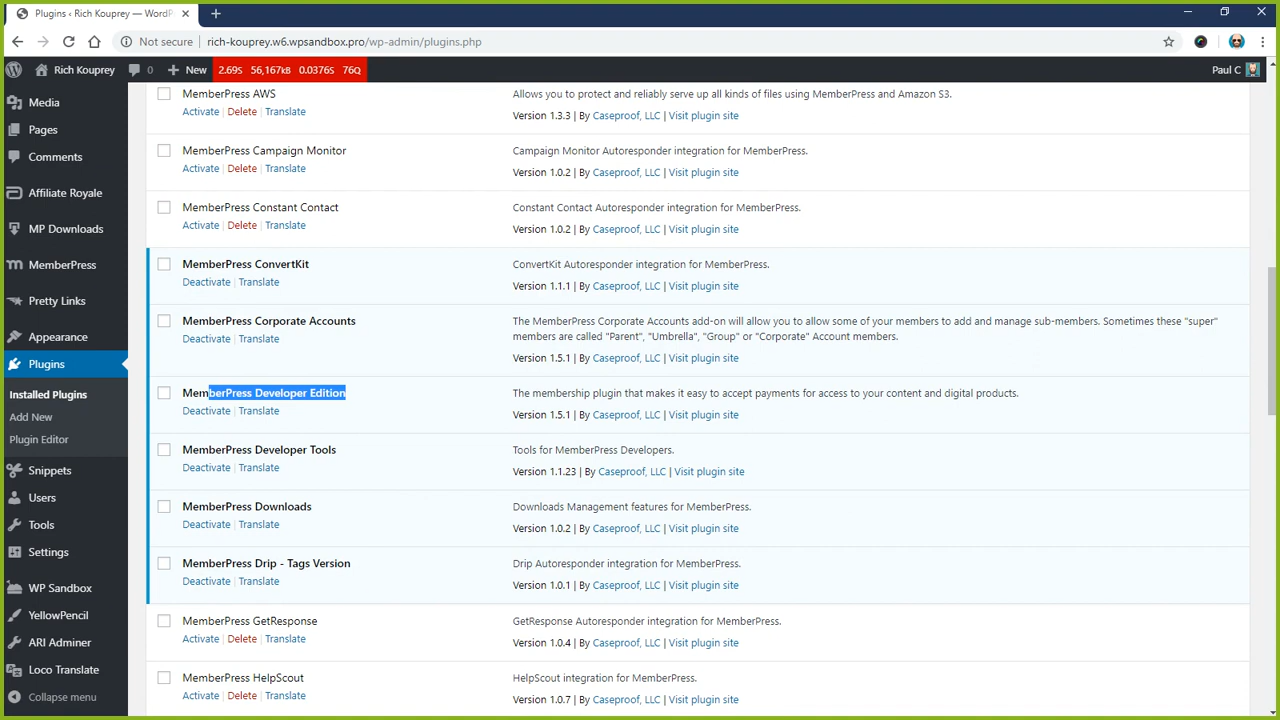 Plugins ‹ Rich Kouprey — WordP
Not secure rich-kouprey.w6.wpsandbox.pro/wp-admin/plugins.php
Rich Kouprey 0 New 2.69S 56,167kB 0.0376S 76Q Paul C
Media
Pages
Comments
Affiliate Royale
MP Downloads
MemberPress
Pretty Links
Appearance
Plugins
Installed Plugins
Add New
Plugin Editor
Snippets
Users
Tools
Settings
WP Sandbox
YellowPencil
ARI Adminer
Loco Translate
Collapse menu
MemberPress AWS
Activate | Delete | Translate
Allows you to protect and reliably serve up all kinds of files using MemberPress and Amazon S3.
Version 1.3.3 | By Caseproof, LLC | Visit plugin site
MemberPress Campaign Monitor
Activate | Delete | Translate
Campaign Monitor Autoresponder integration for MemberPress.
Version 1.0.2 | By Caseproof, LLC | Visit plugin site
MemberPress Constant Contact
Activate | Delete | Translate
Constant Contact Autoresponder integration for MemberPress.
Version 1.0.2 | By Caseproof, LLC | Visit plugin site
MemberPress ConvertKit
Deactivate | Translate
ConvertKit Autoresponder integration for MemberPress.
Version 1.1.1 | By Caseproof, LLC | Visit plugin site
MemberPress Corporate Accounts
Deactivate | Translate
The MemberPress Corporate Accounts add-on will allow you to allow some of your members to add and manage sub-members. Sometimes these "super"
members are called "Parent", "Umbrella", "Group" or "Corporate" Account members.
Version 1.5.1 | By Caseproof, LLC | Visit plugin site
MemberPress Developer Edition
Deactivate | Translate
The membership plugin that makes it easy to accept payments for access to your content and digital products.
Version 1.5.1 | By Caseproof, LLC | Visit plugin site
MemberPress Developer Tools
Deactivate | Translate
Tools for MemberPress Developers.
Version 1.1.23 | By Caseproof, LLC | Visit plugin site
MemberPress Downloads
Deactivate | Translate
Downloads Management features for MemberPress.
Version 1.0.2 | By Caseproof, LLC | Visit plugin site
MemberPress Drip - Tags Version
Deactivate | Translate
Drip Autoresponder integration for MemberPress.
Version 1.0.1 | By Caseproof, LLC | Visit plugin site
MemberPress GetResponse
Activate | Delete | Translate
GetResponse Autoresponder integration for MemberPress.
Version 1.0.4 | By Caseproof, LLC | Visit plugin site
MemberPress HelpScout
Activate | Delete | Translate
HelpScout integration for MemberPress.
Version 1.0.7 | By Caseproof, LLC | Visit plugin site